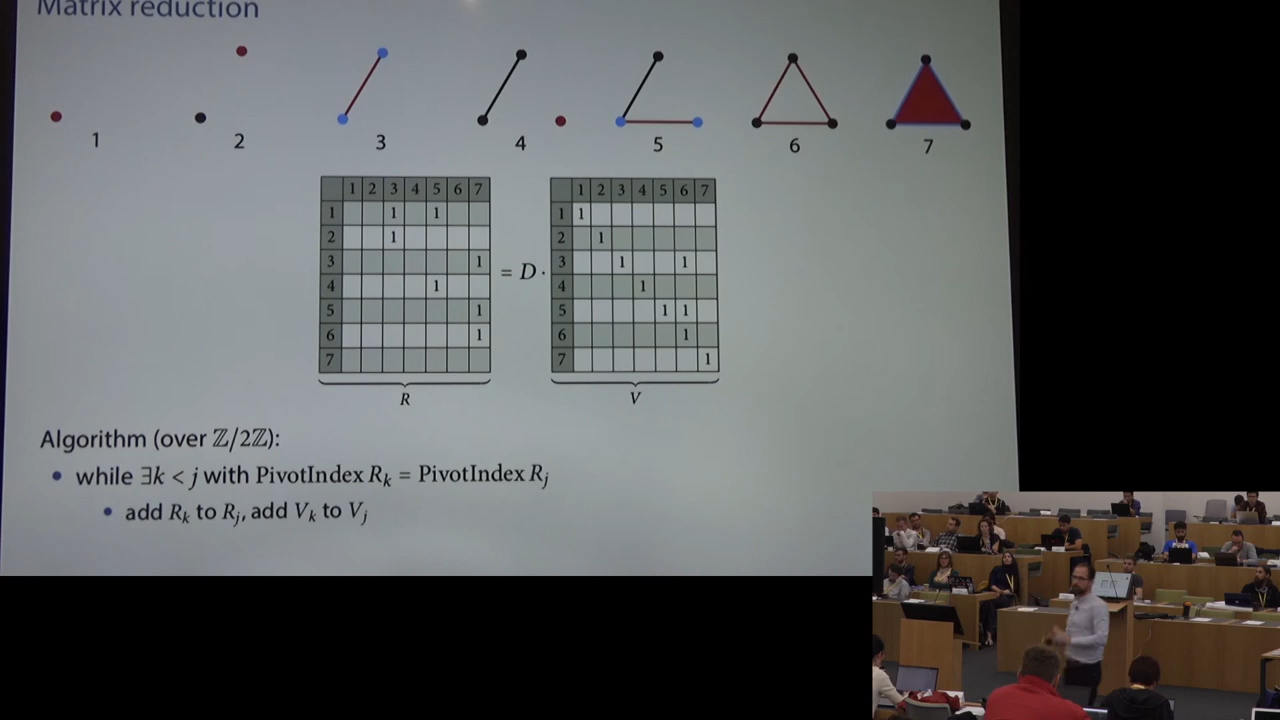 Matrix reduction
1 2 3 4 5 6 7
1 2 3 4 5 6 7
1 1 1
2 1
3 1
4 1
5 1
6 1
7
R
= D ·
1 2 3 4 5 6 7
1 1
2 1
3 1 1
4 1
5 1 1
6 1
7 1
V
Algorithm (over ℤ/2ℤ):
• while ∃k < j with PivotIndex R_k = PivotIndex R_j
• add R_k to R_j, add V_k to V_j